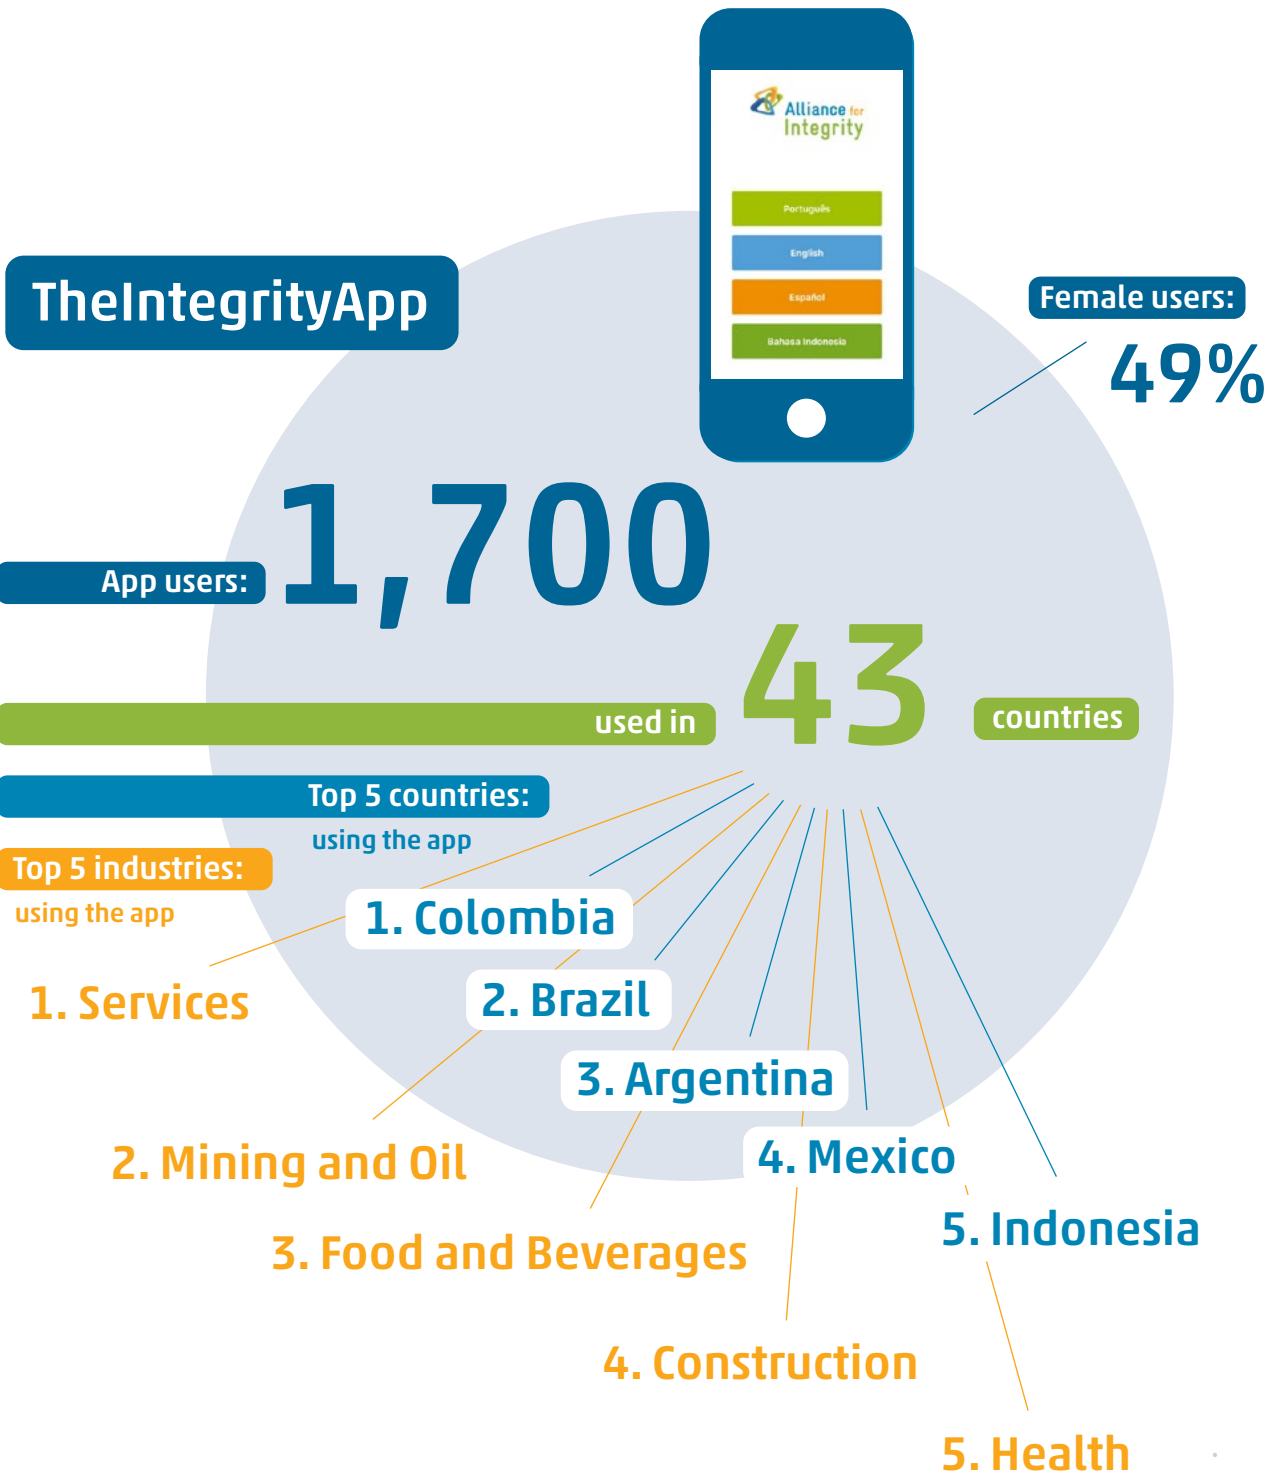 Alliance for
Integrity
Português
English
Español
Bahasa Indonesia
TheIntegrityApp
Female users:
49%
App users: 1,700
used in 43 countries
Top 5 countries:
using the app
Top 5 industries:
using the app
1. Colombia
2. Brazil
3. Argentina
4. Mexico
5. Indonesia
1. Services
2. Mining and Oil
3. Food and Beverages
4. Construction
5. Health